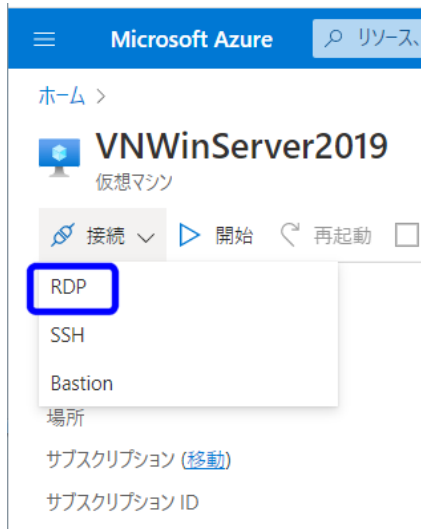 Microsoft Azure
リソース、
ホーム >
VNWinServer2019
仮想マシン
接続 開始 再起動
RDP
SSH
Bastion
場所
サブスクリプション (移動)
サブスクリプション ID